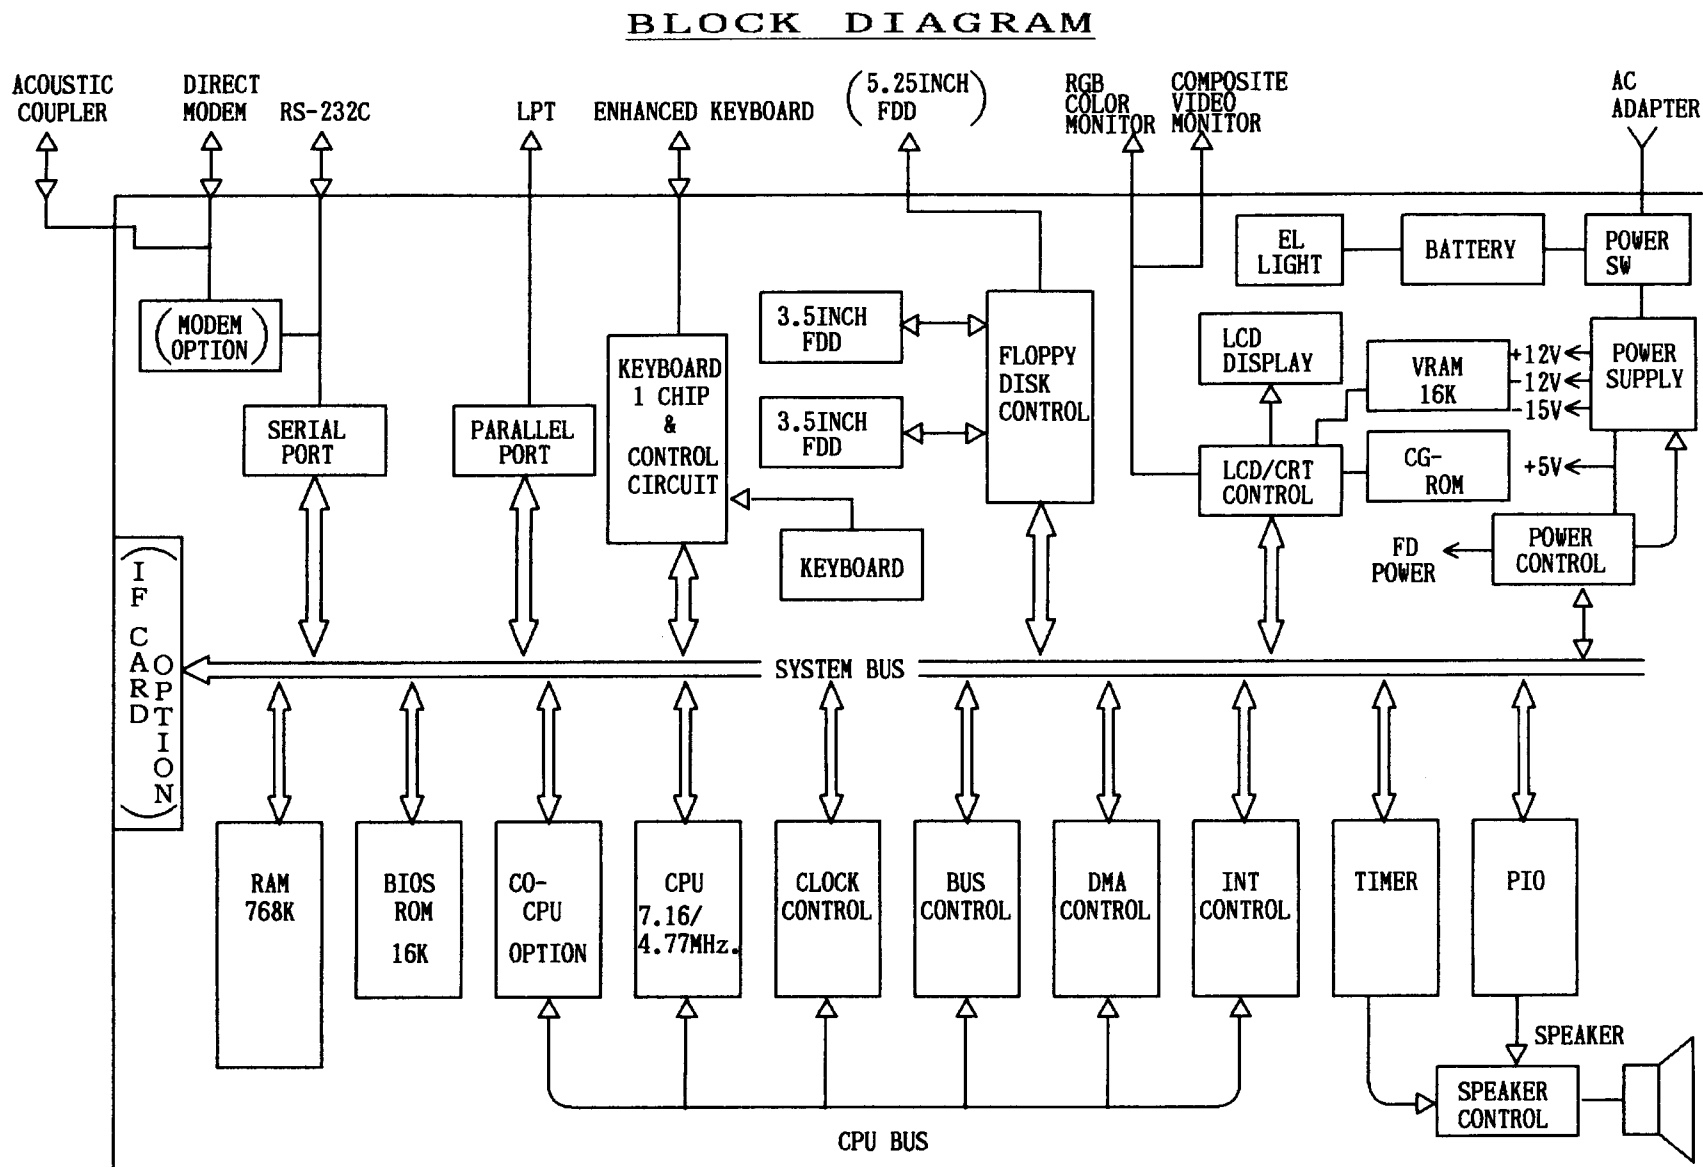 BLOCK DIAGRAM
ACOUSTIC
COUPLER
DIRECT
MODEM
RS-232C
LPT
ENHANCED KEYBOARD
(5.25INCH
FDD)
RGB
COLOR
MONITOR
COMPOSITE
VIDEO
MONITOR
AC
ADAPTER
EL
LIGHT
BATTERY
POWER
SW
(MODEM
OPTION)
3.5INCH
FDD
3.5INCH
FDD
KEYBOARD
1 CHIP
&
CONTROL
CIRCUIT
FLOPPY
DISK
CONTROL
LCD
DISPLAY
VRAM
16K
+12V
-12V
-15V
POWER
SUPPLY
SERIAL
PORT
PARALLEL
PORT
LCD/CRT
CONTROL
CG-
ROM
+5V
KEYBOARD
FD
POWER
POWER
CONTROL
(IF CARD
OPTION)
SYSTEM BUS
RAM
768K
BIOS
ROM
16K
CO-
CPU
OPTION
CPU
7.16/
4.77MHz.
CLOCK
CONTROL
BUS
CONTROL
DMA
CONTROL
INT
CONTROL
TIMER
PIO
SPEAKER
SPEAKER
CONTROL
CPU BUS